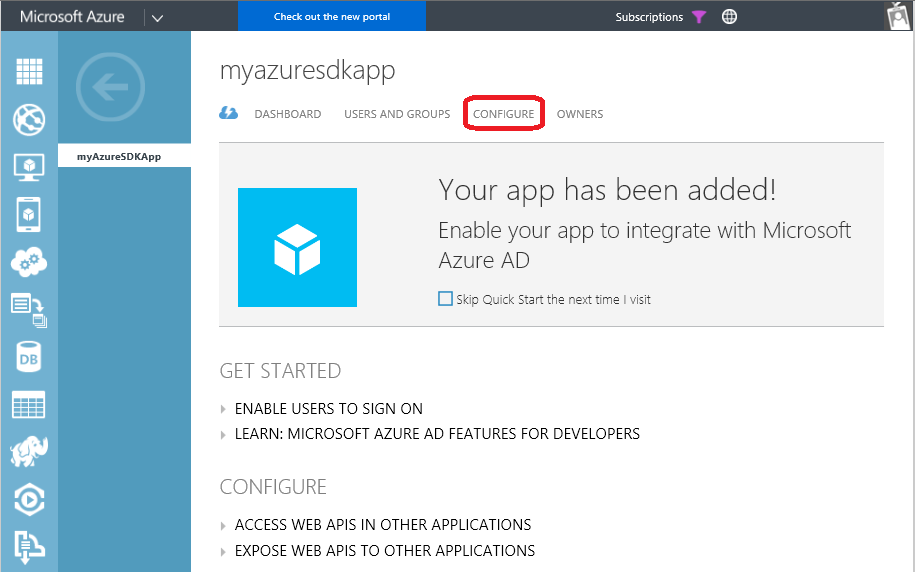 Microsoft Azure
Check out the new portal
Subscriptions
myazuresdkapp
DASHBOARD USERS AND GROUPS CONFIGURE OWNERS
myAzureSDKApp
Your app has been added!
Enable your app to integrate with Microsoft
Azure AD
Skip Quick Start the next time I visit
GET STARTED
ENABLE USERS TO SIGN ON
LEARN: MICROSOFT AZURE AD FEATURES FOR DEVELOPERS
DB
CONFIGURE
ACCESS WEB APIS IN OTHER APPLICATIONS
EXPOSE WEB APIS TO OTHER APPLICATIONS